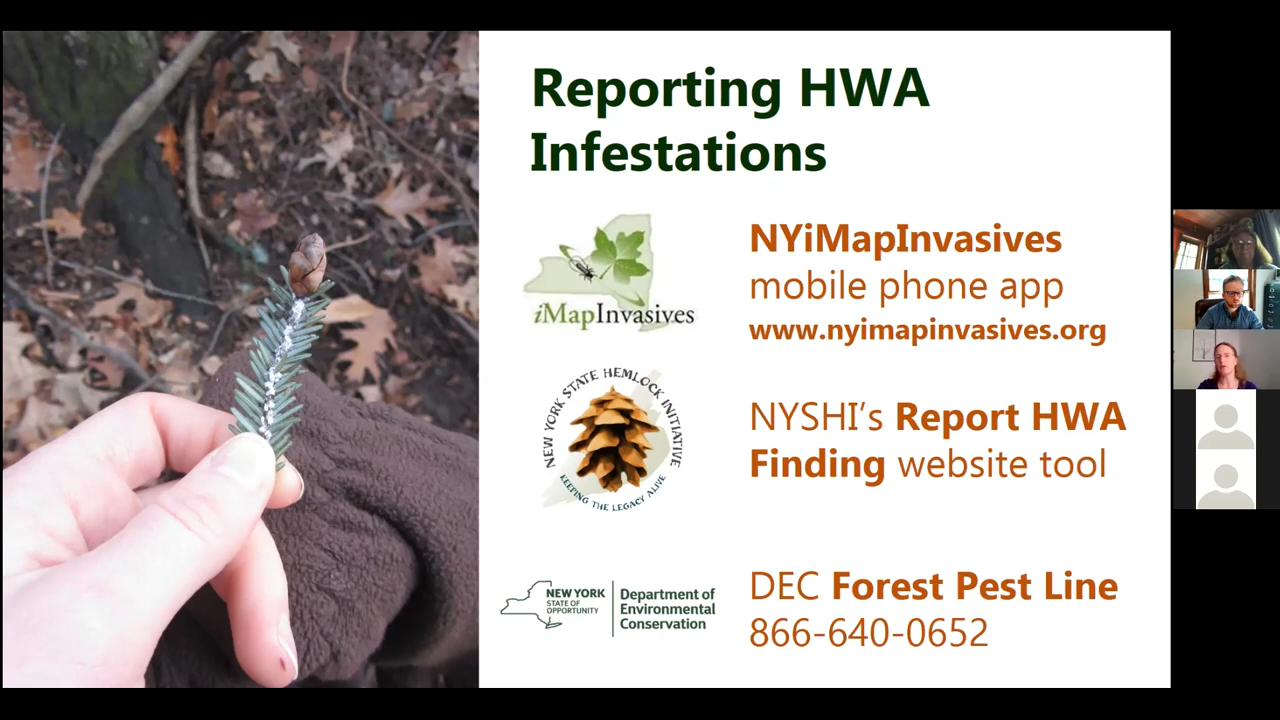 Reporting HWA
Infestations
iMapInvasives
NYiMapInvasives
mobile phone app
www.nyimapinvasives.org
NEW YORK STATE HEMLOCK INITIATIVE
KEEPING THE LEGACY ALIVE
NYSHI's Report HWA
Finding website tool
NEW YORK
STATE OF
OPPORTUNITY
Department of
Environmental
Conservation
DEC Forest Pest Line
866-640-0652